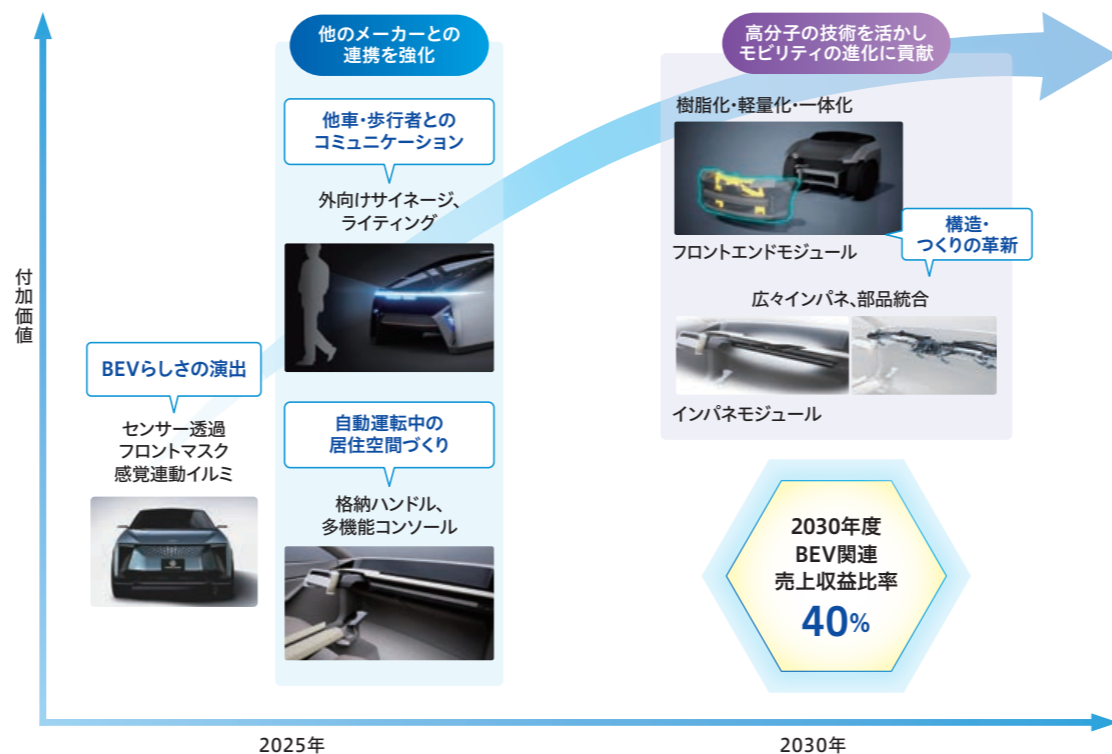 付加価値
BEVらしさの演出
センサー透過
フロントマスク
感覚連動イルミ
他のメーカーとの
連携を強化
他車・歩行者との
コミュニケーション
外向けサイネージ、
ライティング
自動運転中の
居住空間づくり
格納ハンドル、
多機能コンソール
高分子の技術を活かし
モビリティの進化に貢献
樹脂化・軽量化・一体化
フロントエンドモジュール
構造・
つくりの革新
広々インパネ、部品統合
インパネモジュール
2030年度
BEV関連
売上収益比率
40%
2025年
2030年